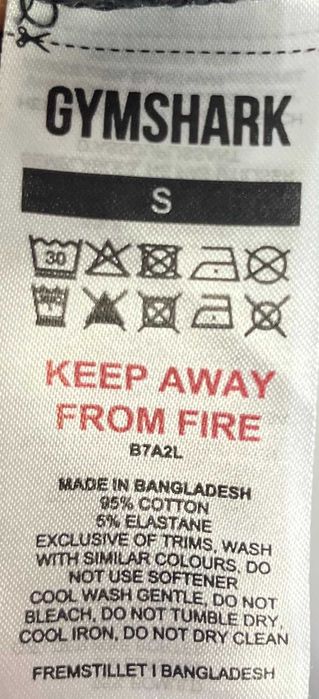 GYMSHARK
S
30
KEEP AWAY
FROM FIRE
B7A2L
MADE IN BANGLADESH
95% COTTON
5% ELASTANE
EXCLUSIVE OF TRIMS, WASH
WITH SIMILAR COLOURS, DO
NOT USE SOFTENER
COOL WASH GENTLE, DO NOT
BLEACH, DO NOT TUMBLE DRY,
COOL IRON, DO NOT DRY CLEAN
FREMSTILLET I BANGLADESH